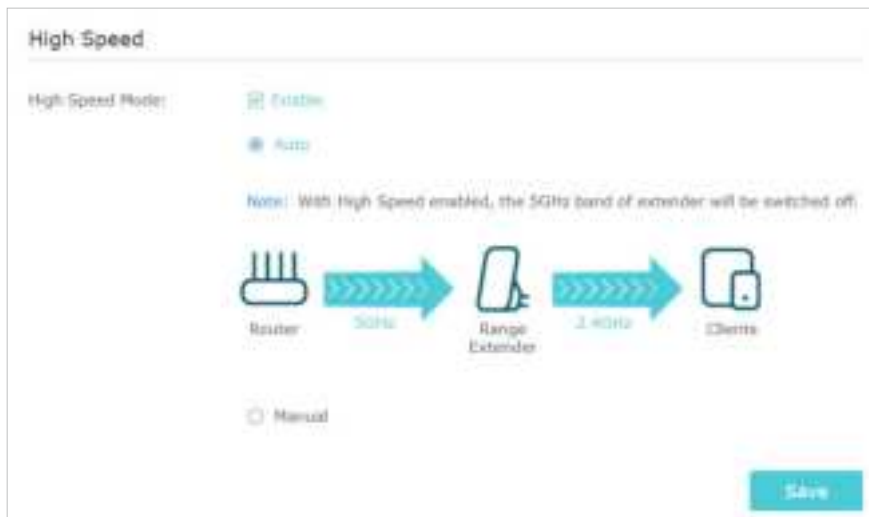 High Speed
High Speed Mode:
Enable
Auto
Note: With High Speed enabled, the 5GHz band of extender will be switched off.
5GHz
2.4GHz
Router
Range
Extender
Clients
Manual
Save